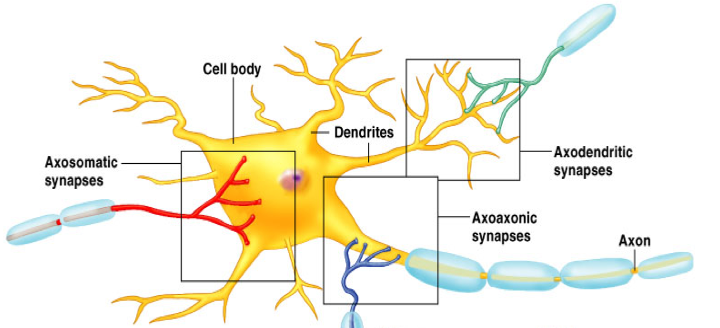 Cell body
Dendrites
Axosomatic
synapses
Axodendritic
synapses
Axoaxonic
synapses
Axon